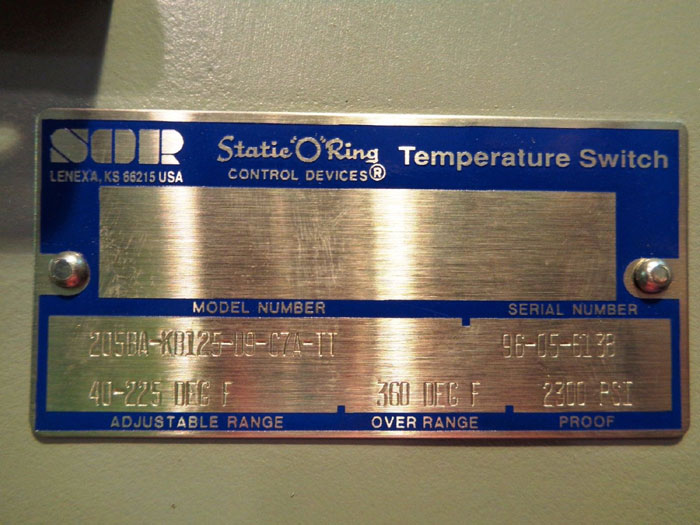 SOR Static "O" Ring Temperature Switch
LENEXA, KS 66215 USA CONTROL DEVICES®
MODEL NUMBER SERIAL NUMBER
205BA-KB125-U9-C7A-TT 96-05-6138
40-225 DEG F 360 DEG F 2300 PSI
ADJUSTABLE RANGE OVER RANGE PROOF